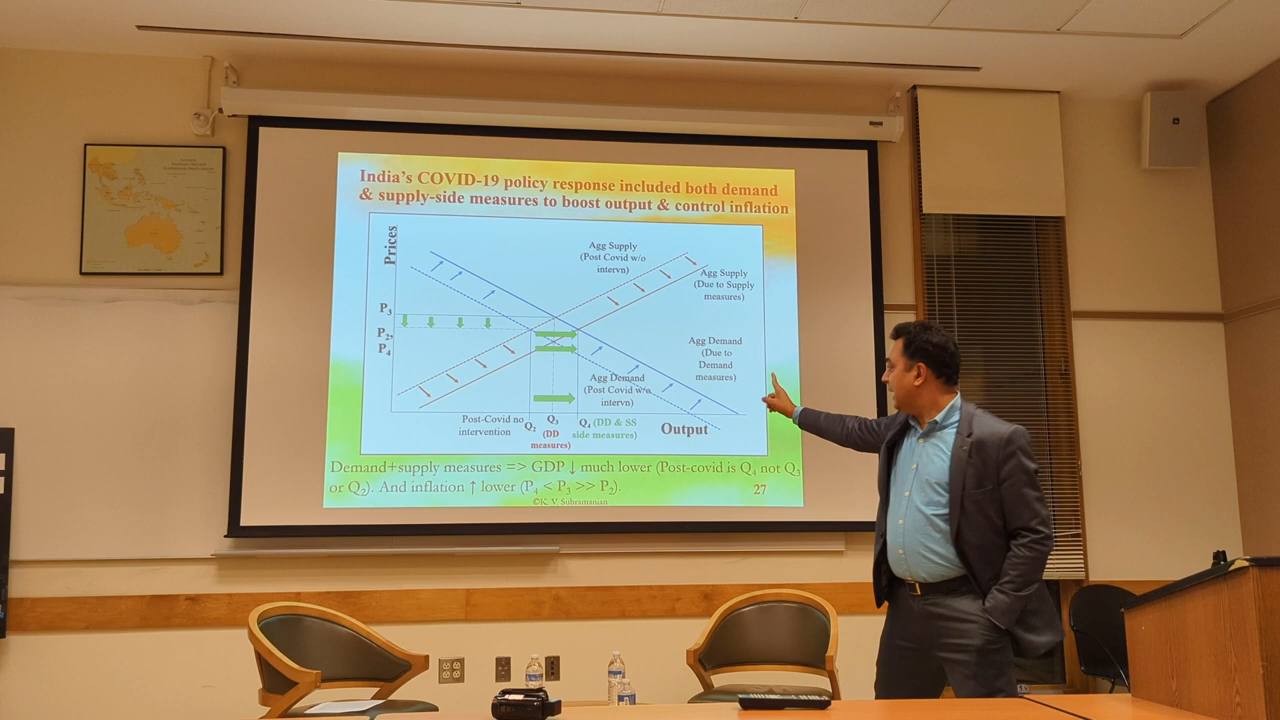 India's COVID-19 policy response included both demand
& supply-side measures to boost output & control inflation
Prices
Agg Supply
(Post Covid w/o
intervn)
Agg Supply
(Due to Supply
measures)
P3
P2,
P4
Agg Demand
(Due to
Demand
measures)
Agg Demand
(Post Covid w/o
intervn)
Post-Covid no
intervention
Q2
Q3
(DD
measures)
Q4 (DD & SS
side measures)
Output
Demand+supply measures => GDP ↓ much lower (Post-covid is Q4 not Q3
or Q2). And inflation ↑ lower (P4 < P3 >> P2).
27
©K. V. Subramanian